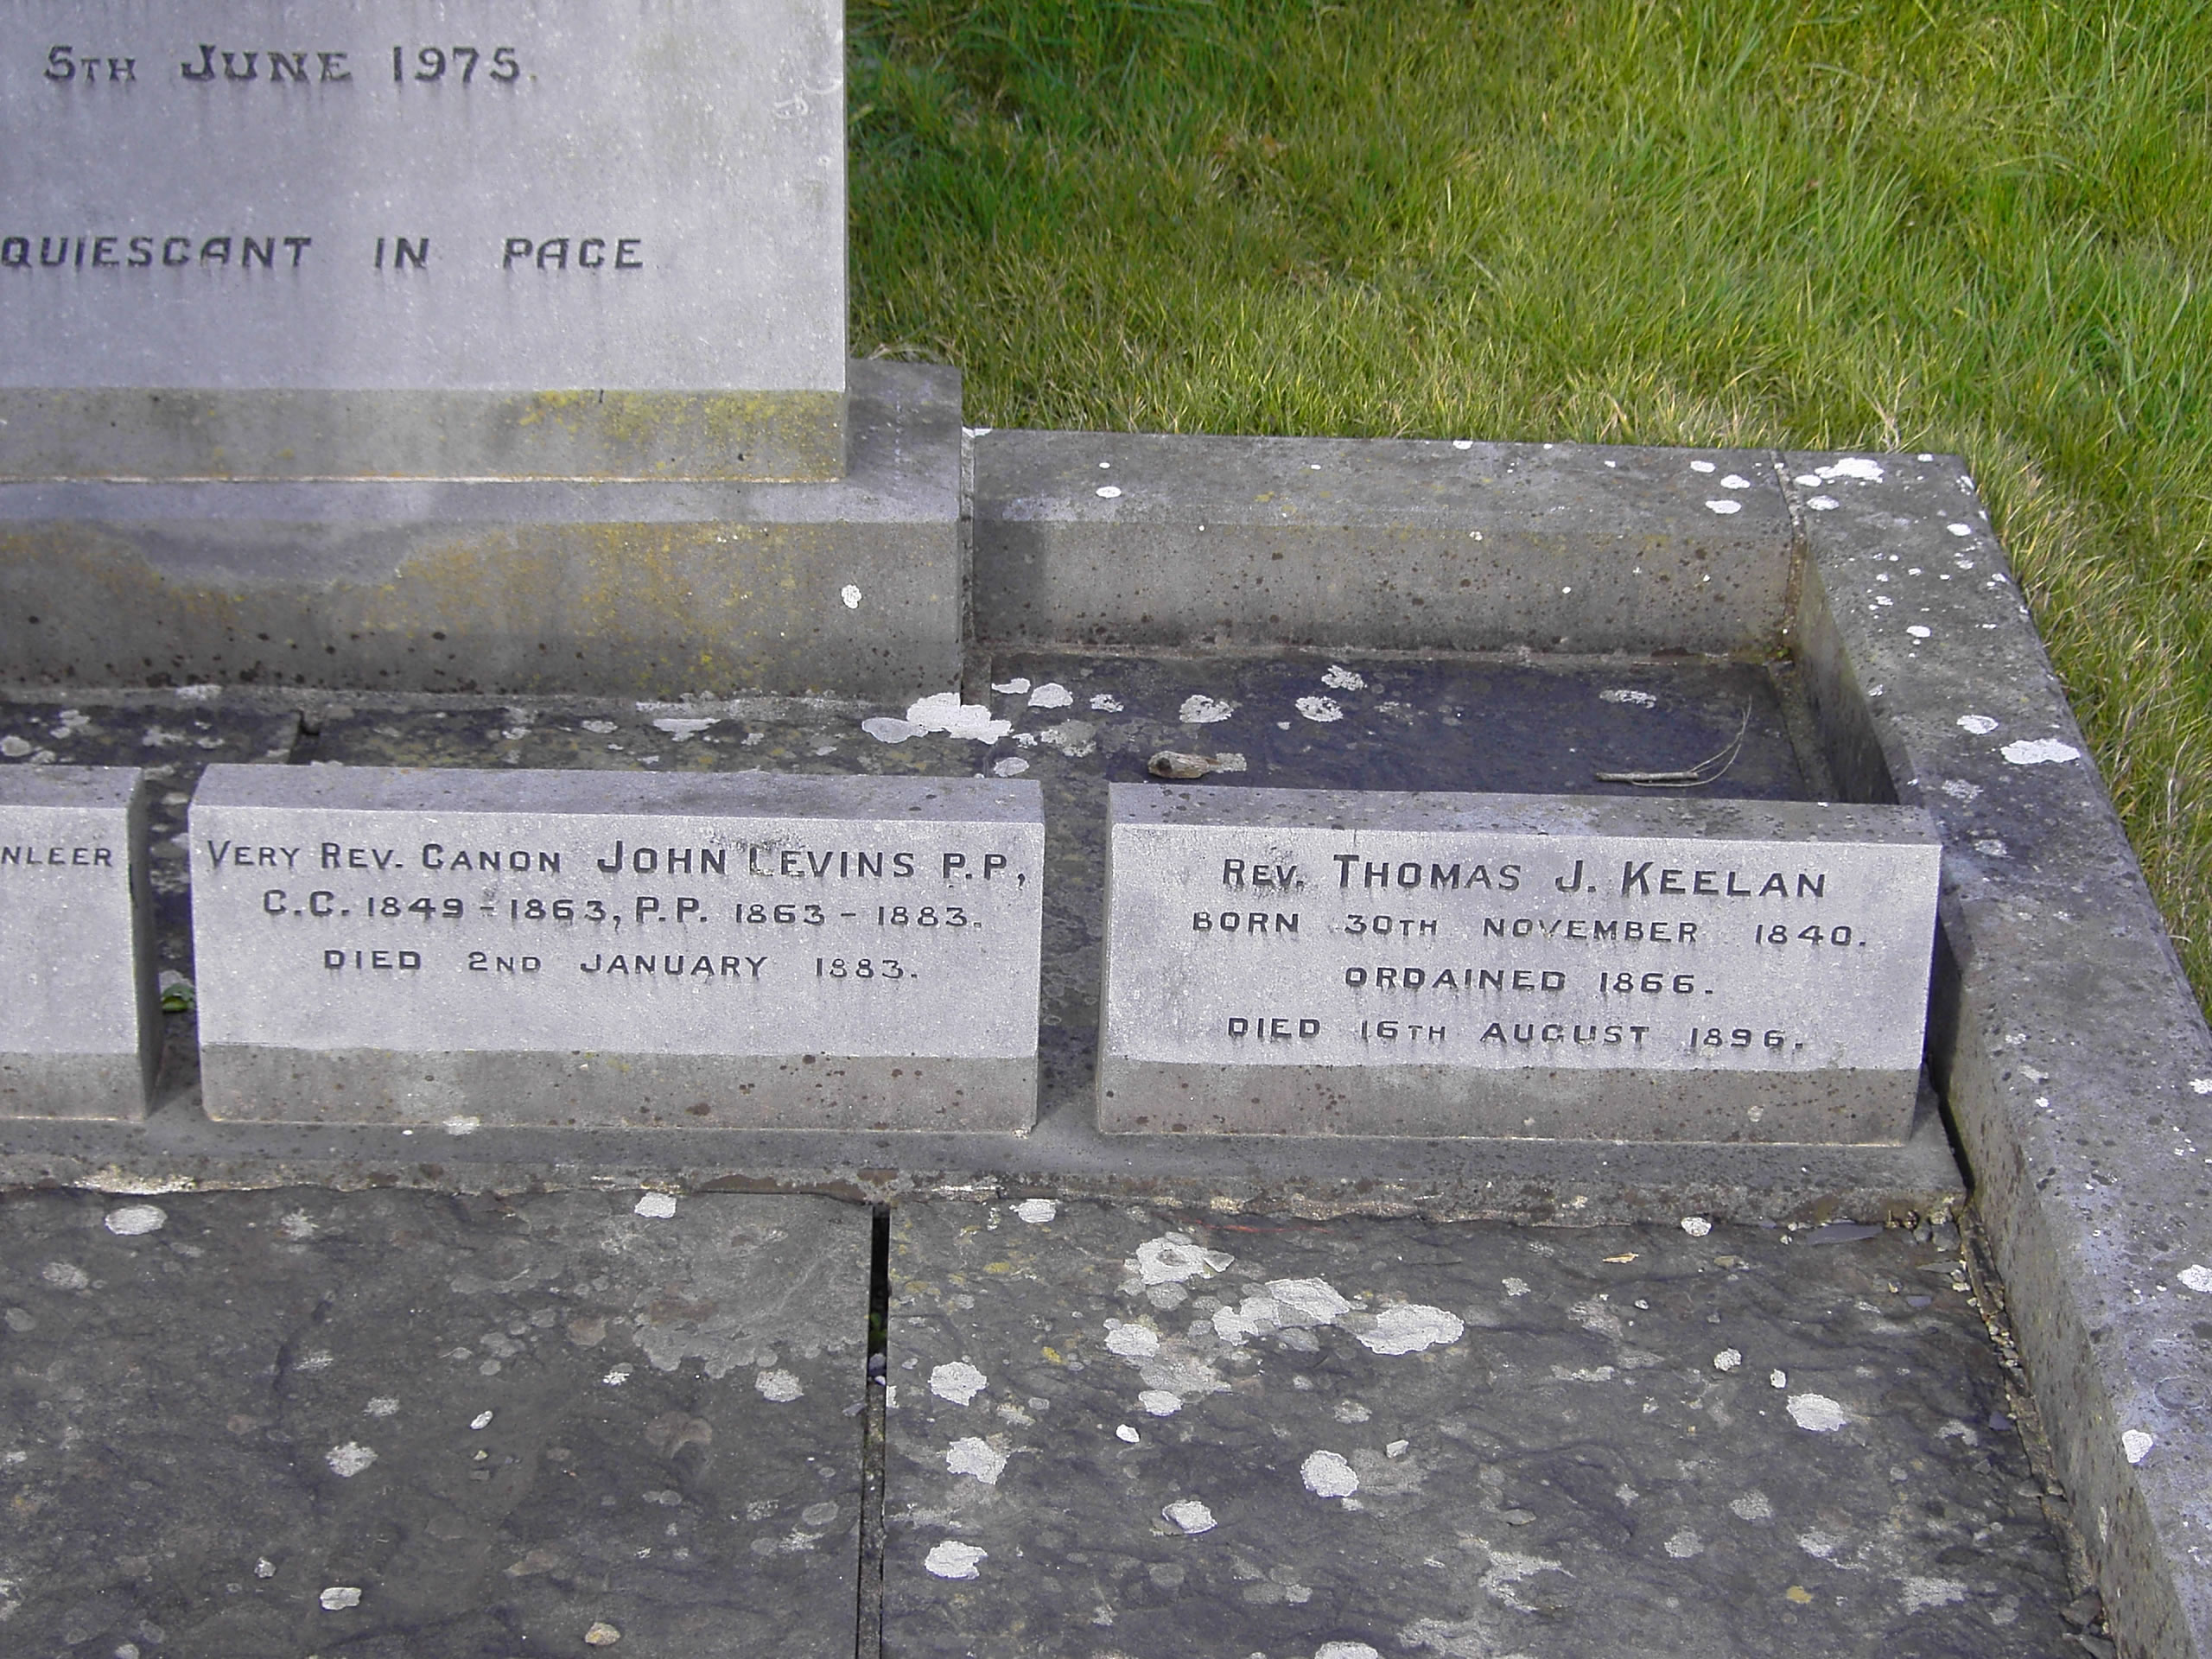 5TH JUNE 1975.
QUIESCANT IN PACE
NLEER
VERY REV. CANON JOHN LEVINS P.P,
C.C. 1849-1863, P.P. 1863-1883.
DIED 2ND JANUARY 1883.
REV. THOMAS J. KEELAN
BORN 30TH NOVEMBER 1840.
ORDAINED 1866.
DIED 16TH AUGUST 1896.